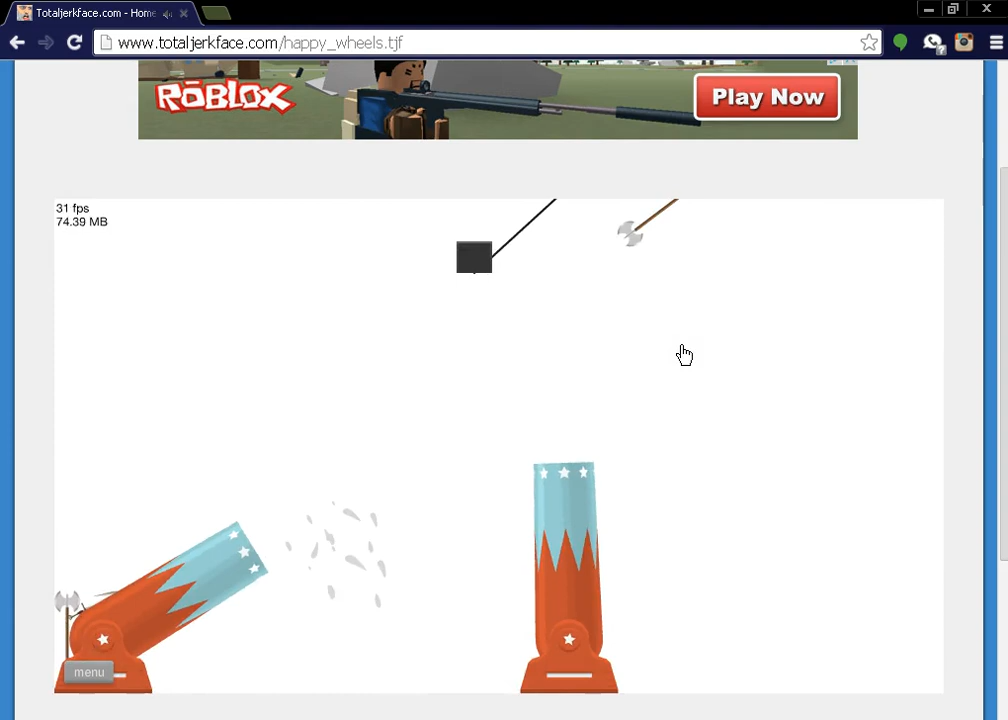 Totaljerkface.com - Home
www.totaljerkface.com/happy_wheels.tjf
ROBLOX
Play Now
31 fps
74.39 MB
menu